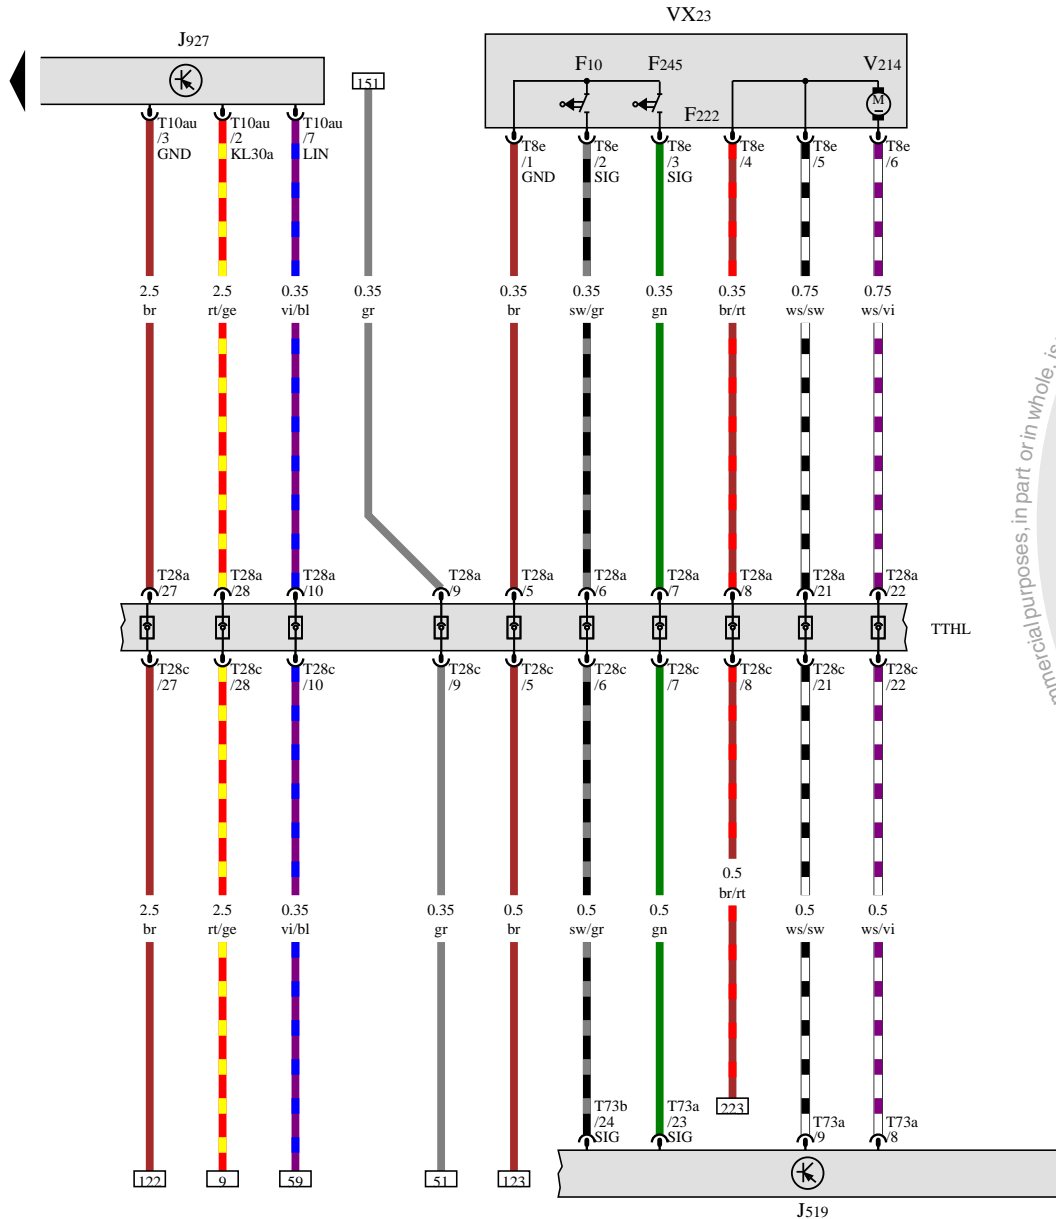 VX23
J927
F10
F245
V214
151
M
F222
T10au
/3
GND
T10au
/2
KL30a
T10au
/7
LIN
T8e
/1
GND
T8e
/2
SIG
T8e
/3
SIG
T8e
/4
T8e
/5
T8e
/6
2.5
br
2.5
rt/ge
0.35
vi/bl
0.35
gr
0.35
br
0.35
sw/gr
0.35
gn
0.35
br/rt
0.75
ws/sw
0.75
ws/vi
T28a
/27
T28a
/28
T28a
/10
T28a
/9
T28a
/5
T28a
/6
T28a
/7
T28a
/8
T28a
/21
T28a
/22
TTHL
T28c
/27
T28c
/28
T28c
/10
T28c
/9
T28c
/5
T28c
/6
T28c
/7
T28c
/8
T28c
/21
T28c
/22
0.5
br/rt
2.5
br
2.5
rt/ge
0.35
vi/bl
0.35
gr
0.5
br
0.5
sw/gr
0.5
gn
0.5
ws/sw
0.5
ws/vi
223
T73b
/24
SIG
T73a
/23
SIG
T73a
/9
T73a
/8
122
9
59
51
123
J519
purposes, in part or in whole, is